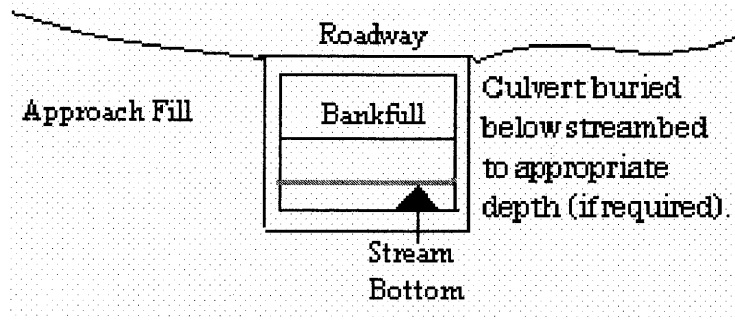 Roadway
Approach Fill
Bankfull
Culvert buried
below streambed
to appropriate
depth (if required).
Stream
Bottom